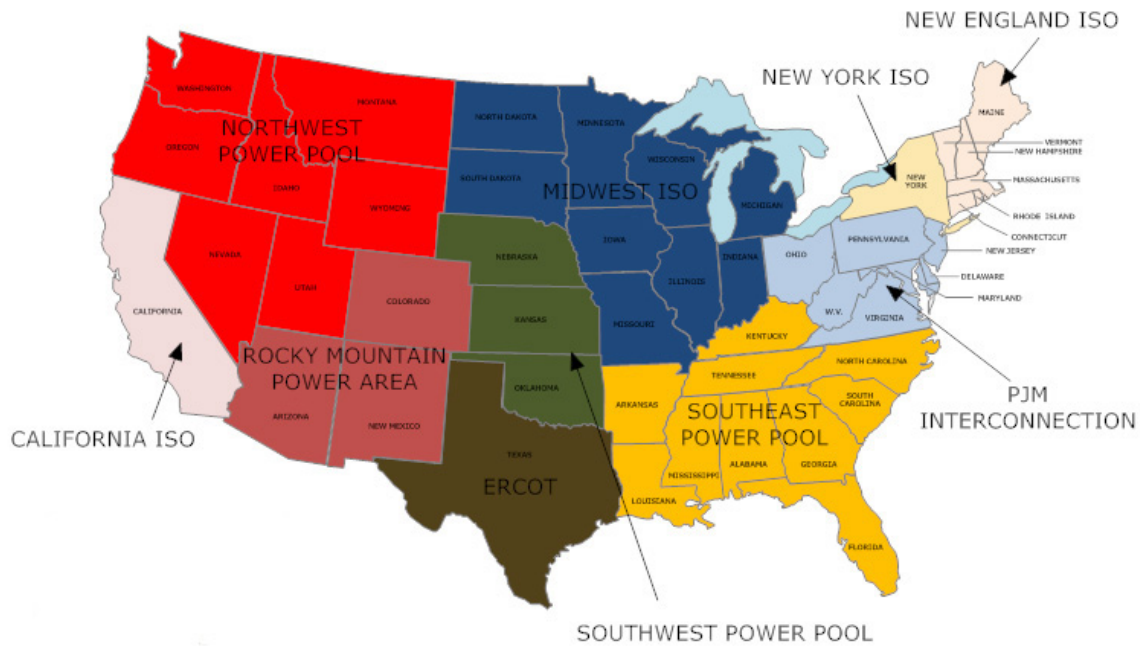 NEW ENGLAND ISO
NEW YORK ISO
WASHINGTON
MONTANA
NORTH DAKOTA
MINNESOTA
MAINE
NORTHWEST
POWER POOL
OREGON
VERMONT
NEW HAMPSHIRE
WISCONSIN
SOUTH DAKOTA
MIDWEST ISO
NEW
YORK
MASSACHUSETTS
IDAHO
WYOMING
MICHIGAN
RHODE ISLAND
CONNECTICUT
IOWA
PENNSYLVANIA
NEW JERSEY
NEVADA
NEBRASKA
OHIO
INDIANA
DELAWARE
UTAH
ILLINOIS
COLORADO
MARYLAND
CALIFORNIA
KANSAS
W.V.
VIRGINIA
MISSOURI
KENTUCKY
ROCKY MOUNTAIN
POWER AREA
NORTH CAROLINA
TENNESSEE
OKLAHOMA
ARKANSAS
SOUTH
CAROLINA
PJM
INTERCONNECTION
SOUTHEAST
POWER POOL
ARIZONA
NEW MEXICO
CALIFORNIA ISO
TEXAS
ERCOT
MISSISSIPPI
ALABAMA
GEORGIA
LOUISIANA
FLORIDA
SOUTHWEST POWER POOL